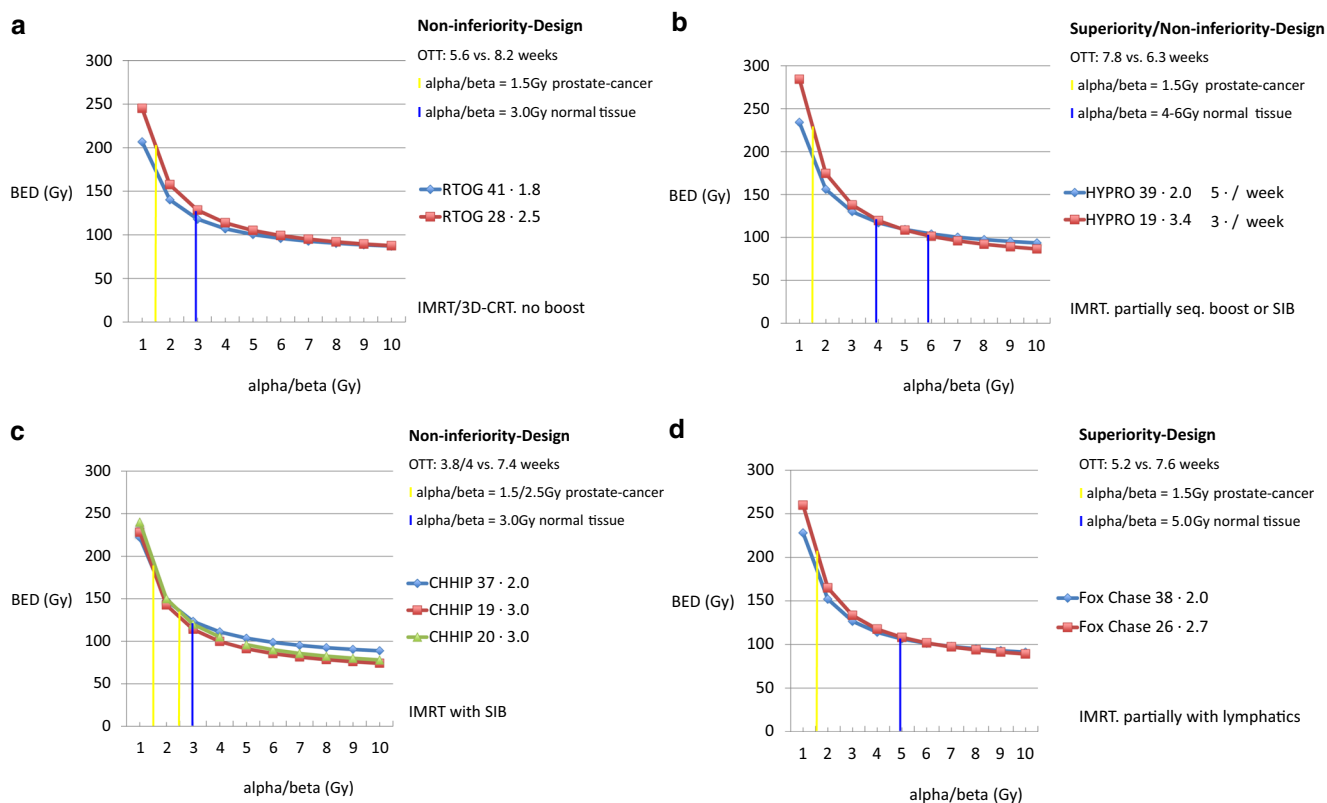 a
Non-inferiority-Design
OTT: 5.6 vs. 8.2 weeks
alpha/beta = 1.5Gy prostate-cancer
alpha/beta = 3.0Gy normal tissue
300
250
200
150
100
50
0
BED (Gy)
RTOG 41 · 1.8
RTOG 28 · 2.5
IMRT/3D-CRT. no boost
1 2 3 4 5 6 7 8 9 10
alpha/beta (Gy)
b
Superiority/Non-inferiority-Design
OTT: 7.8 vs. 6.3 weeks
alpha/beta = 1.5Gy prostate-cancer
alpha/beta = 4-6Gy normal tissue
300
250
200
150
100
50
0
BED (Gy)
HYPRO 39 · 2.0 5 · / week
HYPRO 19 · 3.4 3 · / week
IMRT. partially seq. boost or SIB
1 2 3 4 5 6 7 8 9 10
alpha/beta (Gy)
c
Non-inferiority-Design
OTT: 3.8/4 vs. 7.4 weeks
alpha/beta = 1.5/2.5Gy prostate-cancer
alpha/beta = 3.0Gy normal tissue
300
250
200
150
100
50
0
BED (Gy)
CHHIP 37 · 2.0
CHHIP 19 · 3.0
CHHIP 20 · 3.0
IMRT with SIB
1 2 3 4 5 6 7 8 9 10
alpha/beta (Gy)
d
Superiority-Design
OTT: 5.2 vs. 7.6 weeks
alpha/beta = 1.5Gy prostate-cancer
alpha/beta = 5.0Gy normal tissue
300
250
200
150
100
50
0
BED (Gy)
Fox Chase 38 · 2.0
Fox Chase 26 · 2.7
IMRT. partially with lymphatics
1 2 3 4 5 6 7 8 9 10
alpha/beta (Gy)